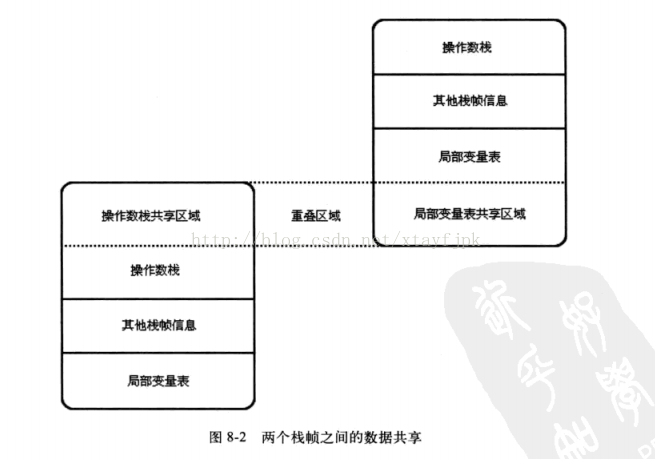 操作数栈
其他栈帧信息
局部变量表
操作数栈共享区域
重叠区域
局部变量表共享区域
http://blog.csdn.net/xtayfjpk
操作数栈
其他栈帧信息
局部变量表
图 8-2 两个栈帧之间的数据共享